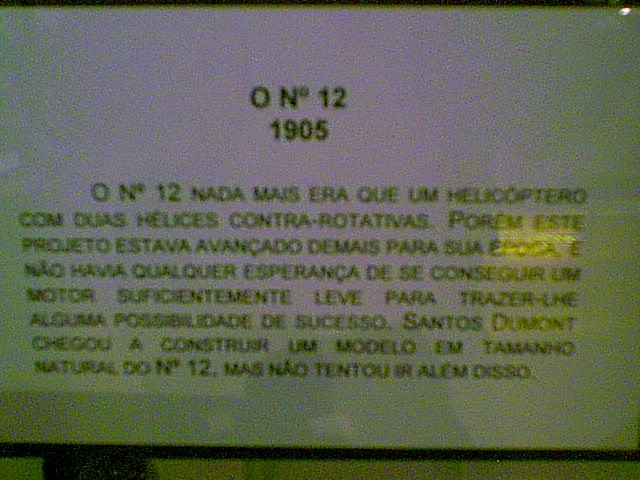 O Nº 12
1905
O Nº 12 NADA MAIS ERA QUE UM HELICÓPTERO
COM DUAS HÉLICES CONTRA-ROTATIVAS. PORÉM ESTE
PROJETO ESTAVA AVANÇADO DEMAIS PARA SUA ÉPOCA, E
NÃO HAVIA QUALQUER ESPERANÇA DE SE CONSEGUIR UM
MOTOR SUFICIENTEMENTE LEVE PARA TRAZER-LHE
ALGUMA POSSIBILIDADE DE SUCESSO. SANTOS DUMONT
CHEGOU A CONSTRUIR UM MODELO EM TAMANHO
NATURAL DO Nº 12, MAS NÃO TENTOU IR ALÉM DISSO.